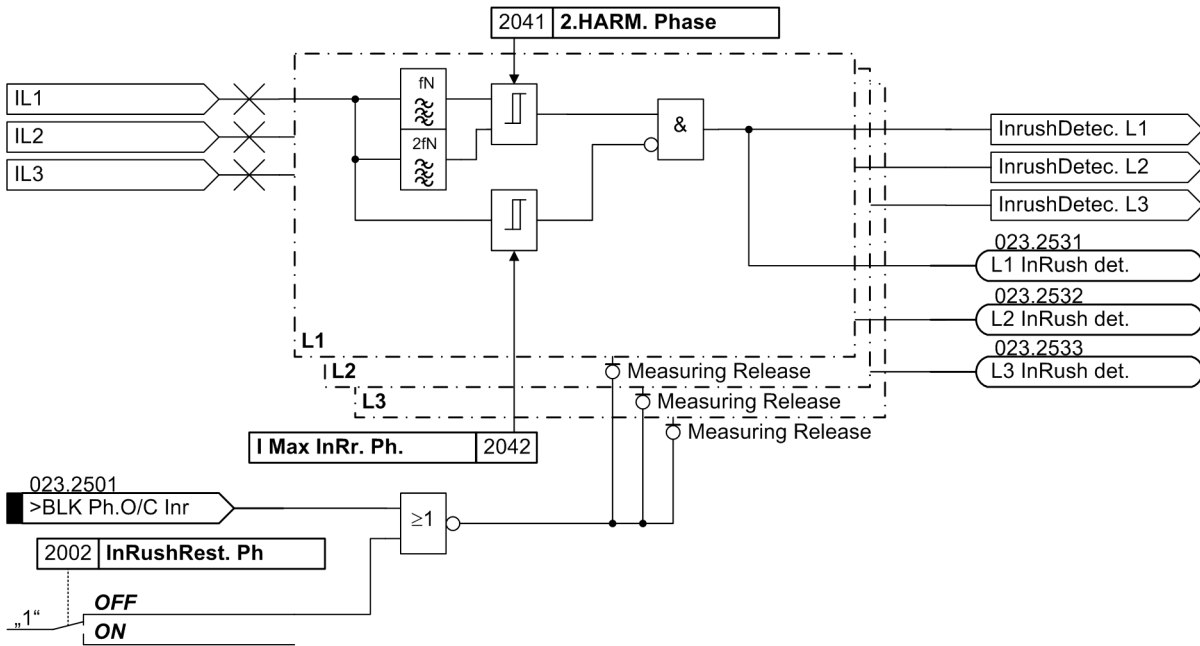 2041 2.HARM. Phase
IL1
IL2
IL3
fN
2fN
&
InrushDetec. L1
InrushDetec. L2
InrushDetec. L3
023.2531
L1 InRush det.
023.2532
L2 InRush det.
023.2533
L3 InRush det.
L1
L2
L3
Measuring Release
Measuring Release
Measuring Release
I Max InRr. Ph. 2042
023.2501
>BLK Ph.O/C Inr
≥1
2002 InRushRest. Ph
„1“
OFF
ON